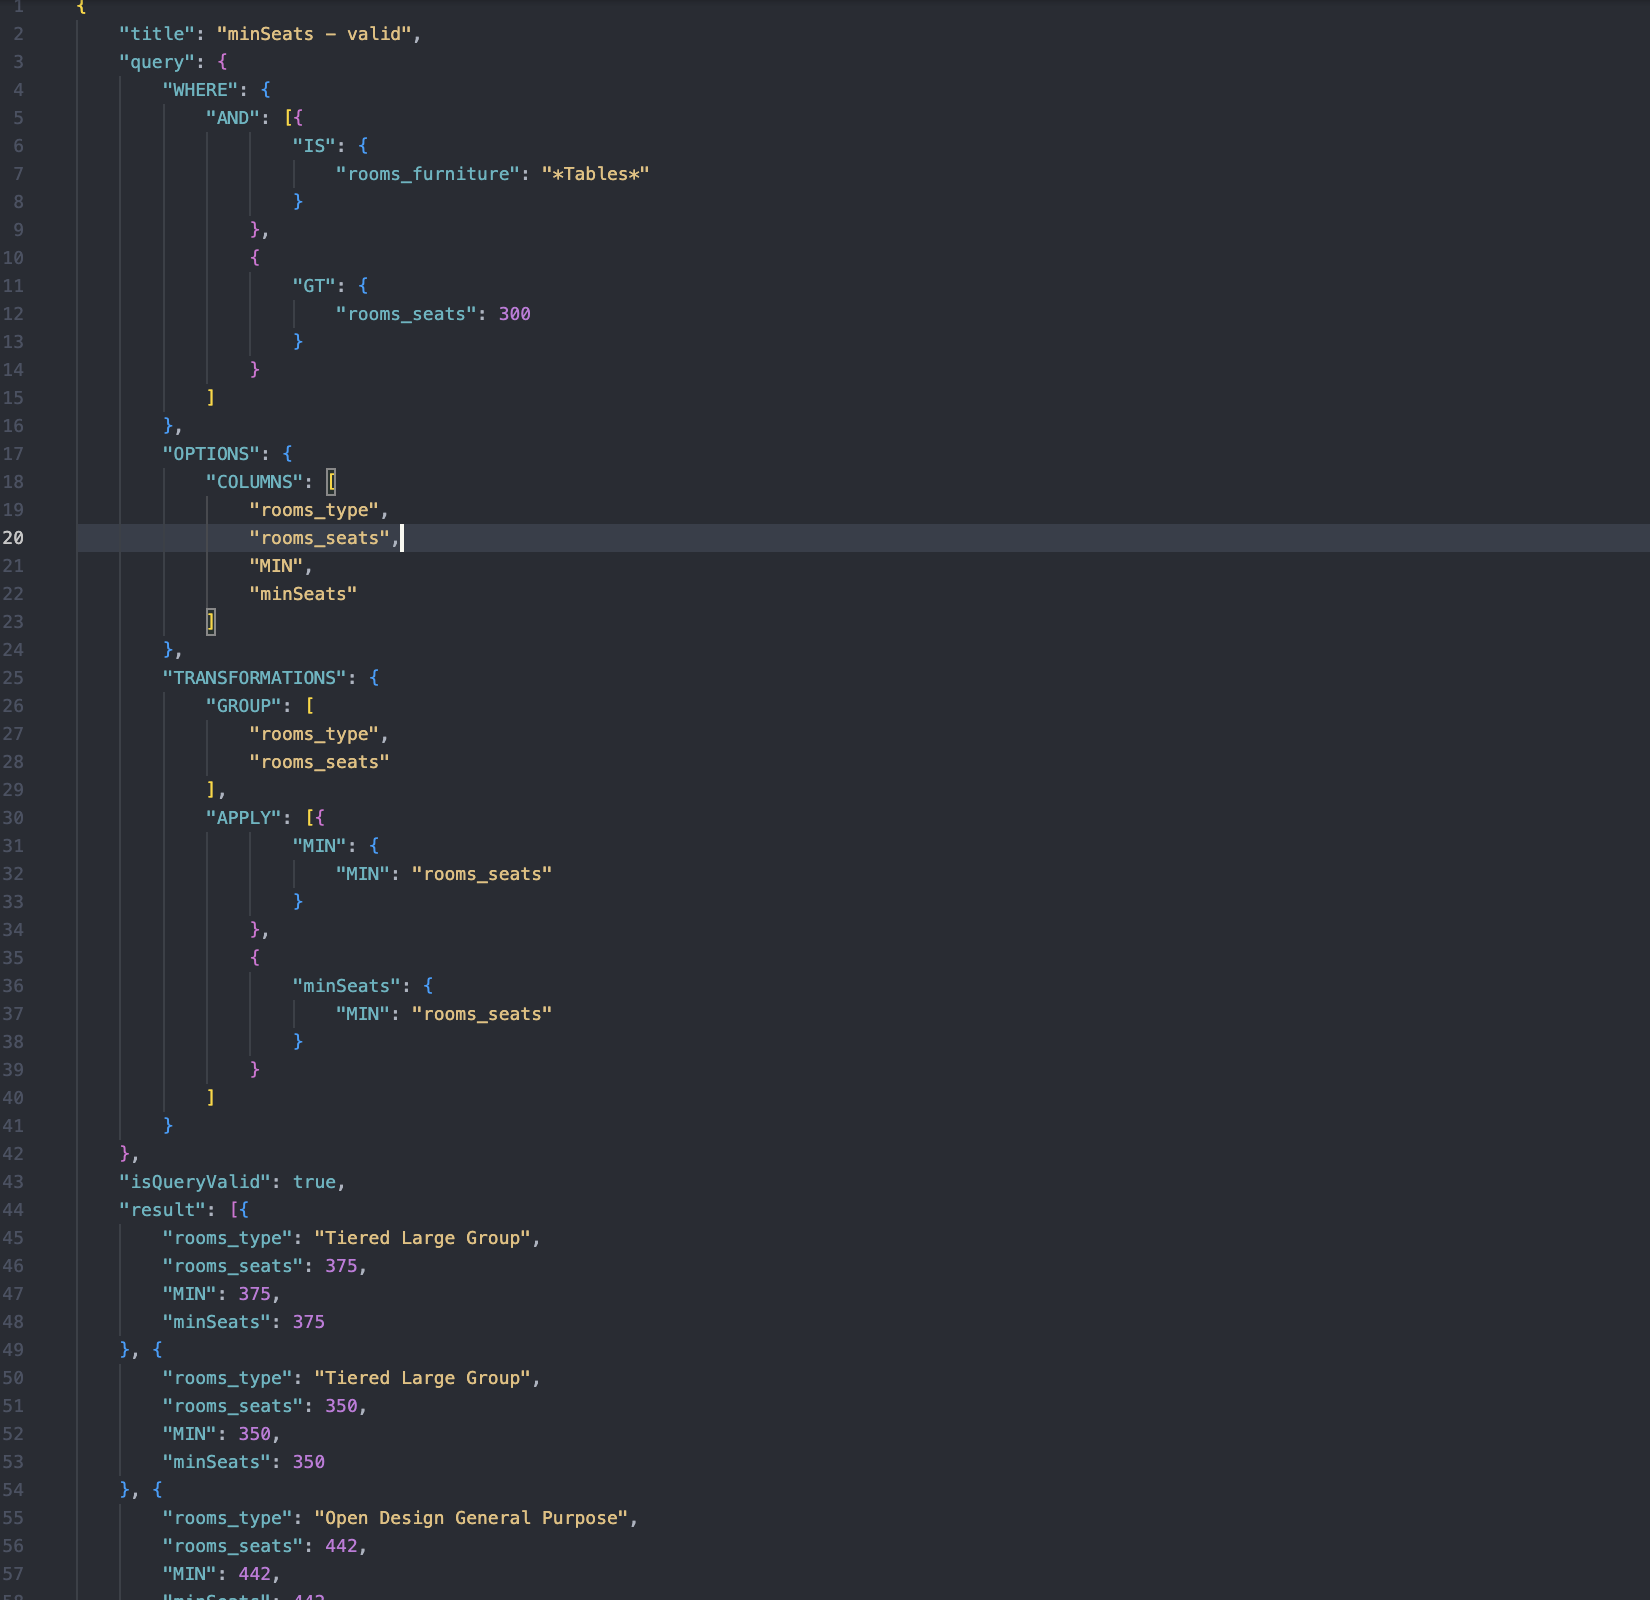 1 {
2 "title": "minSeats - valid",
3 "query": {
4 "WHERE": {
5 "AND": [{
6 "IS": {
7 "rooms_furniture": "*Tables*"
8 }
9 },
10 {
11 "GT": {
12 "rooms_seats": 300
13 }
14 }
15 ]
16 },
17 "OPTIONS": {
18 "COLUMNS": [
19 "rooms_type",
20 "rooms_seats",
21 "MIN",
22 "minSeats"
23 ]
24 },
25 "TRANSFORMATIONS": {
26 "GROUP": [
27 "rooms_type",
28 "rooms_seats"
29 ],
30 "APPLY": [{
31 "MIN": {
32 "MIN": "rooms_seats"
33 }
34 },
35 {
36 "minSeats": {
37 "MIN": "rooms_seats"
38 }
39 }
40 ]
41 }
42 },
43 "isQueryValid": true,
44 "result": [{
45 "rooms_type": "Tiered Large Group",
46 "rooms_seats": 375,
47 "MIN": 375,
48 "minSeats": 375
49 }, {
50 "rooms_type": "Tiered Large Group",
51 "rooms_seats": 350,
52 "MIN": 350,
53 "minSeats": 350
54 }, {
55 "rooms_type": "Open Design General Purpose",
56 "rooms_seats": 442,
57 "MIN": 442,